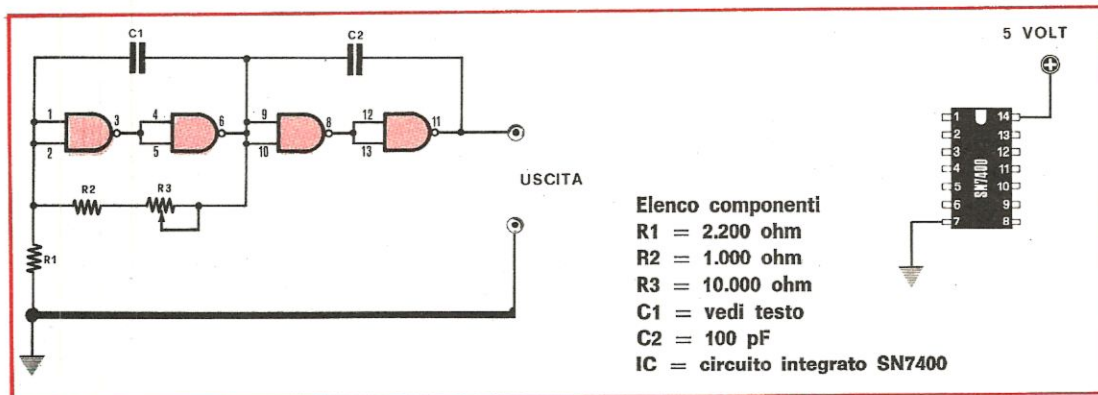 C1
C2
1
2
3
4
5
6
9
10
8
12
13
11
R2
R3
R1
USCITA
Elenco componenti
R1 = 2.200 ohm
R2 = 1.000 ohm
R3 = 10.000 ohm
C1 = vedi testo
C2 = 100 pF
IC = circuito integrato SN7400
5 VOLT
+
1 14
2 13
3 12
4 11
5 10
6 9
7 8
SN7400